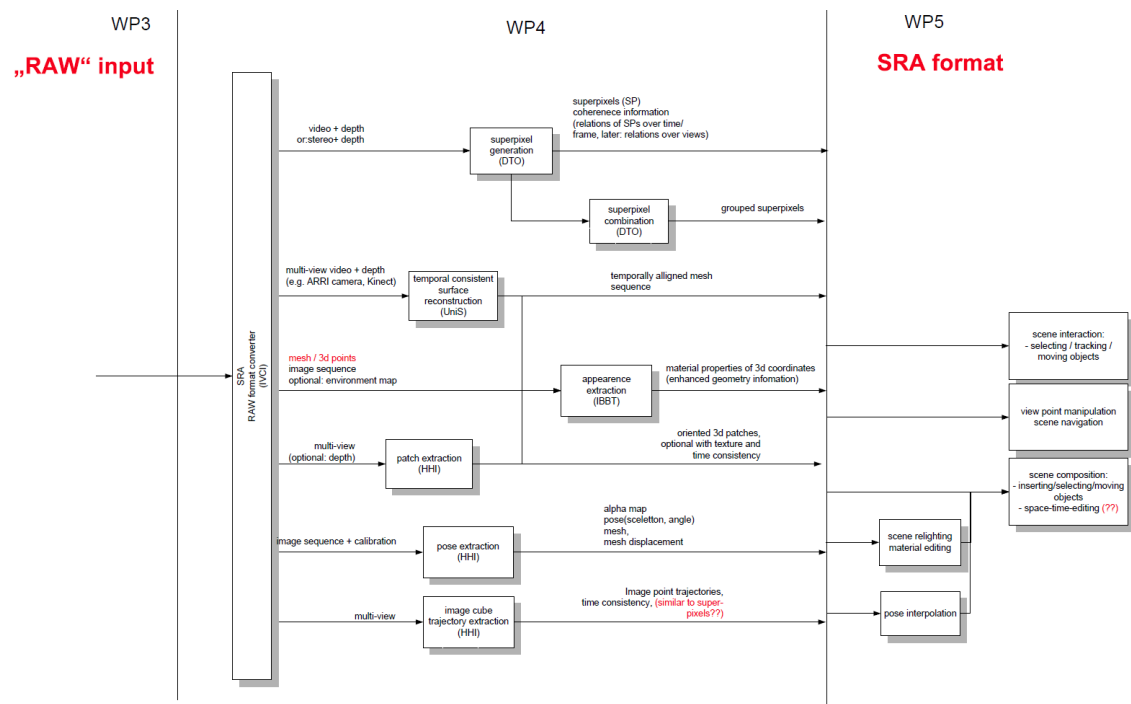 WP3
WP4
WP5
„RAW“ input
SRA format
SRA
RAW format converter
(IVCI)
video + depth
or:stereo+ depth
superpixel
generation
(DTO)
superpixels (SP)
coherenece information
(relations of SPs over time/
frame, later: relations over views)
superpixel
combination
(DTO)
grouped superpixels
multi-view video + depth
(e.g. ARRI camera, Kinect)
temporal consistent
surface
reconstruction
(UniS)
temporally alligned mesh
sequence
mesh / 3d points
image sequence
optional: environment map
appearence
extraction
(IBBT)
material properties of 3d coordinates
(enhanced geometry infomation)
multi-view
(optional: depth)
patch extraction
(HHI)
oriented 3d patches,
optional with texture and
time consistency
image sequence + calibration
pose extraction
(HHI)
alpha map
pose(sceletton, angle)
mesh,
mesh displacement
multi-view
image cube
trajectory extraction
(HHI)
Image point trajectories,
time consistency, (similar to super-
pixels??)
scene interaction:
- selecting / tracking /
moving objects
view point manipulation
scene navigation
scene composition:
- inserting/selecting/moving
objects
- space-time-editing (??)
scene relighting
material editing
pose interpolation